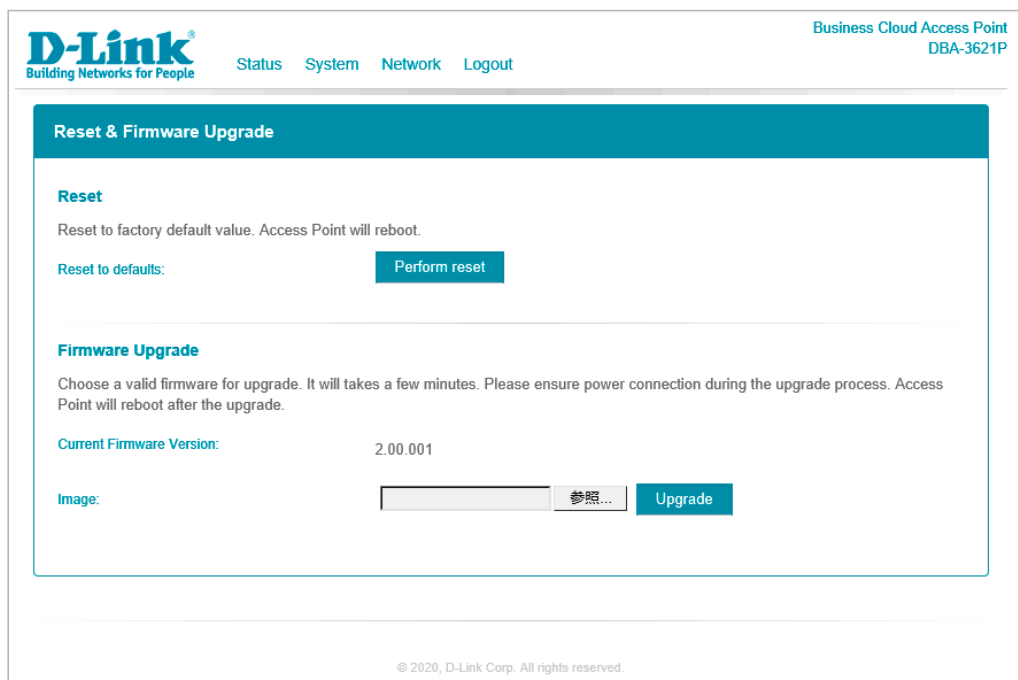 D-Link®
Building Networks for People
Status System Network Logout
Business Cloud Access Point
DBA-3621P
Reset & Firmware Upgrade
Reset
Reset to factory default value. Access Point will reboot.
Reset to defaults: Perform reset
Firmware Upgrade
Choose a valid firmware for upgrade. It will takes a few minutes. Please ensure power connection during the upgrade process. Access
Point will reboot after the upgrade.
Current Firmware Version: 2.00.001
Image: 参照... Upgrade
© 2020, D-Link Corp. All rights reserved.